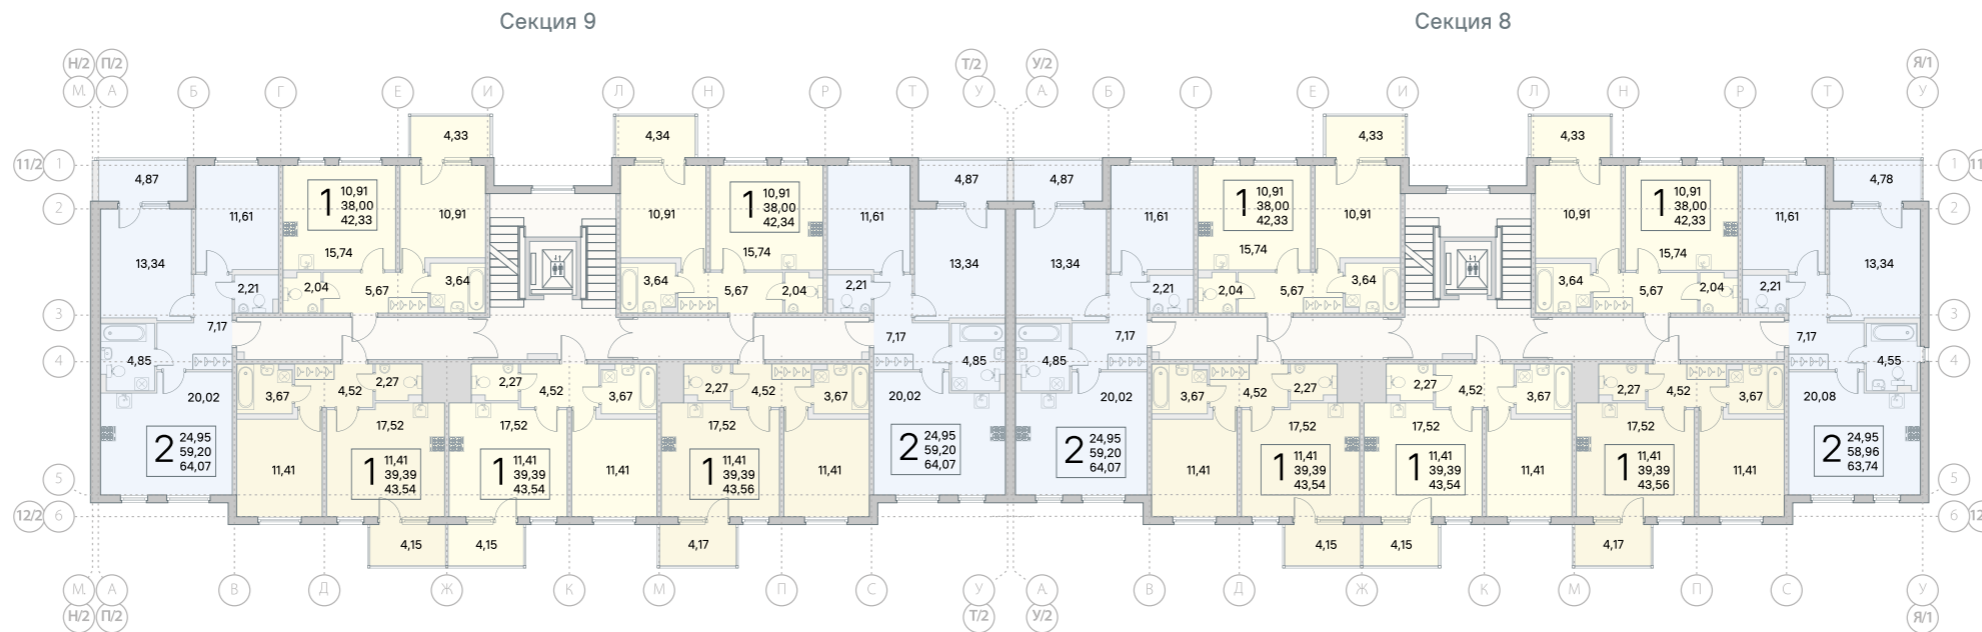 Секция 9 Секция 8
Н/2 П/2 Т/2 У/2 Я/1
М. А Б Г Е И Л Н Р Т У А. Б Г Е И Л Н Р Т У
4,33 4,34 4,33 4,33
11/2 1 1 11
4,87 4,87 4,87 4,78
2 2
1 10,91 38,00 42,33
1 10,91 38,00 42,34
1 10,91 38,00 42,33
1 10,91 38,00 42,33
11,61 10,91 10,91 11,61 11,61 10,91 10,91 11,61
15,74 15,74 15,74 15,74
13,34 13,34 13,34 13,34
2,21 2,04 5,67 3,64 3,64 5,67 2,04 2,21 2,21 2,04 5,67 3,64 3,64 5,67 2,04 2,21
3 3
7,17 7,17 7,17 7,17
4,85 4,85 4,85 4,55
4 4
3,67 4,52 2,27 2,27 4,52 3,67 2,27 4,52 3,67 3,67 4,52 2,27 2,27 4,52 3,67 2,27 4,52 3,67
20,02 20,02 20,02 20,08
17,52 17,52 17,52 17,52 17,52 17,52
2 24,95 59,20 64,07
2 24,95 59,20 64,07
2 24,95 59,20 64,07
2 24,95 58,96 63,74
11,41 11,41 11,41 11,41 11,41 11,41
1 11,41 39,39 43,54
1 11,41 39,39 43,54
1 11,41 39,39 43,56
1 11,41 39,39 43,54
1 11,41 39,39 43,54
1 11,41 39,39 43,56
5 5
12/2 6 6 12
4,15 4,15 4,17 4,15 4,15 4,17
М. А В Д Ж К М П С У А. В Д Ж К М П С У
Н/2 П/2 Т/2 У/2 Я/1